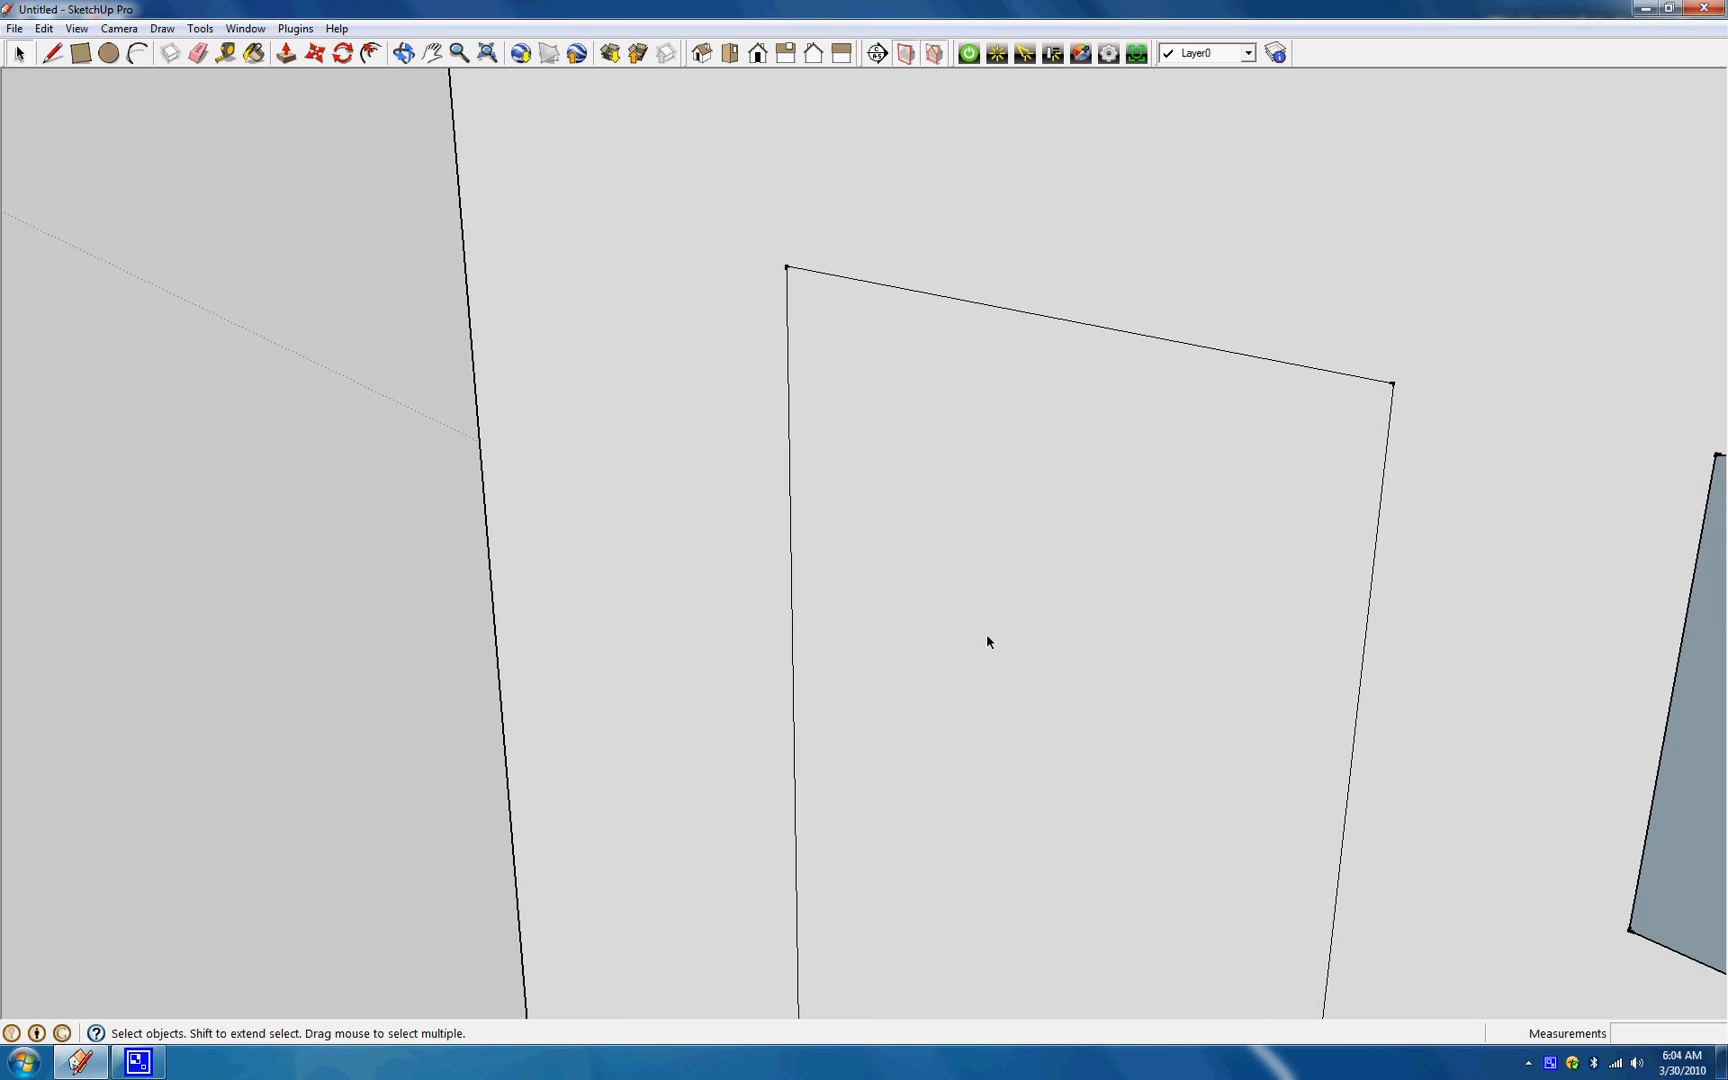 Untitled - SketchUp Pro
File Edit View Camera Draw Tools Window Plugins Help
Layer0
Select objects. Shift to extend select. Drag mouse to select multiple.
Measurements
6:04 AM
3/30/2010